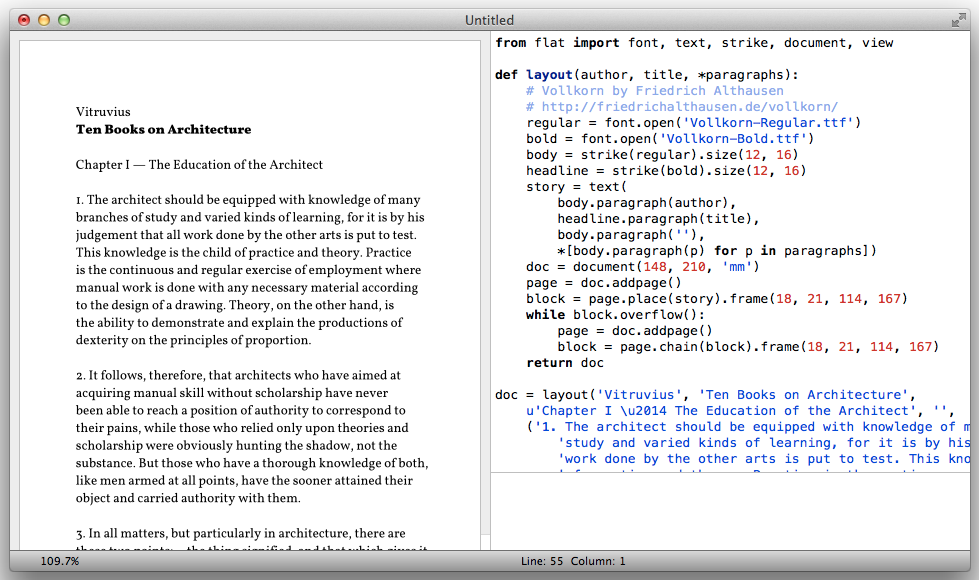 Untitled
Vitruvius
Ten Books on Architecture
Chapter I — The Education of the Architect
1. The architect should be equipped with knowledge of many
branches of study and varied kinds of learning, for it is by his
judgement that all work done by the other arts is put to test.
This knowledge is the child of practice and theory. Practice
is the continuous and regular exercise of employment where
manual work is done with any necessary material according
to the design of a drawing. Theory, on the other hand, is
the ability to demonstrate and explain the productions of
dexterity on the principles of proportion.
2. It follows, therefore, that architects who have aimed at
acquiring manual skill without scholarship have never
been able to reach a position of authority to correspond to
their pains, while those who relied only upon theories and
scholarship were obviously hunting the shadow, not the
substance. But those who have a thorough knowledge of both,
like men armed at all points, have the sooner attained their
object and carried authority with them.
3. In all matters, but particularly in architecture, there are
from flat import font, text, strike, document, view
def layout(author, title, *paragraphs):
# Vollkorn by Friedrich Althausen
# http://friedrichalthausen.de/vollkorn/
regular = font.open('Vollkorn-Regular.ttf')
bold = font.open('Vollkorn-Bold.ttf')
body = strike(regular).size(12, 16)
headline = strike(bold).size(12, 16)
story = text(
body.paragraph(author),
headline.paragraph(title),
body.paragraph(''),
*[body.paragraph(p) for p in paragraphs])
doc = document(148, 210, 'mm')
page = doc.addpage()
block = page.place(story).frame(18, 21, 114, 167)
while block.overflow():
page = doc.addpage()
block = page.chain(block).frame(18, 21, 114, 167)
return doc
doc = layout('Vitruvius', 'Ten Books on Architecture',
u'Chapter I \u2014 The Education of the Architect', '',
('1. The architect should be equipped with knowledge of m
'study and varied kinds of learning, for it is by his
'work done by the other arts is put to test. This kno
109.7%
Line: 55 Column: 1